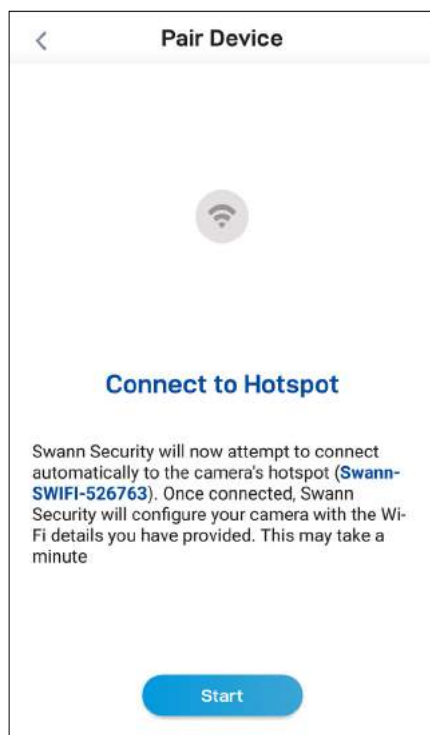 Pair Device
Connect to Hotspot
Swann Security will now attempt to connect
automatically to the camera's hotspot (Swann-
SWIFI-526763). Once connected, Swann
Security will configure your camera with the Wi-
Fi details you have provided. This may take a
minute
Start